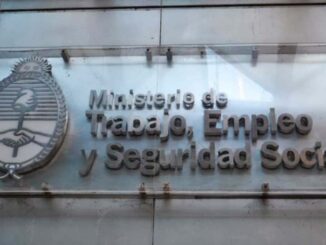 Ministerio de
Trabajo, Empleo
y Seguridad Soci